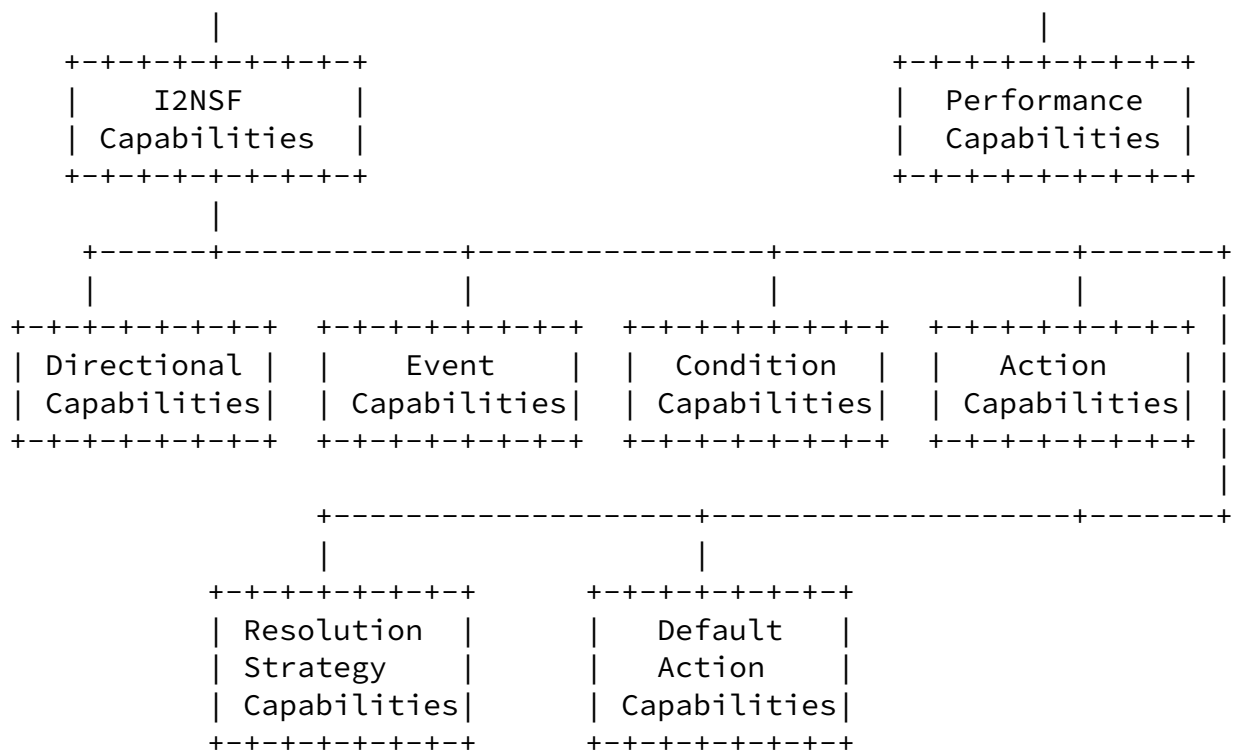 I2NSF Performance
Capabilities Capabilities
Directional Event Condition Action
Capabilities Capabilities Capabilities Capabilities
Resolution Default
Strategy Action
Capabilities Capabilities